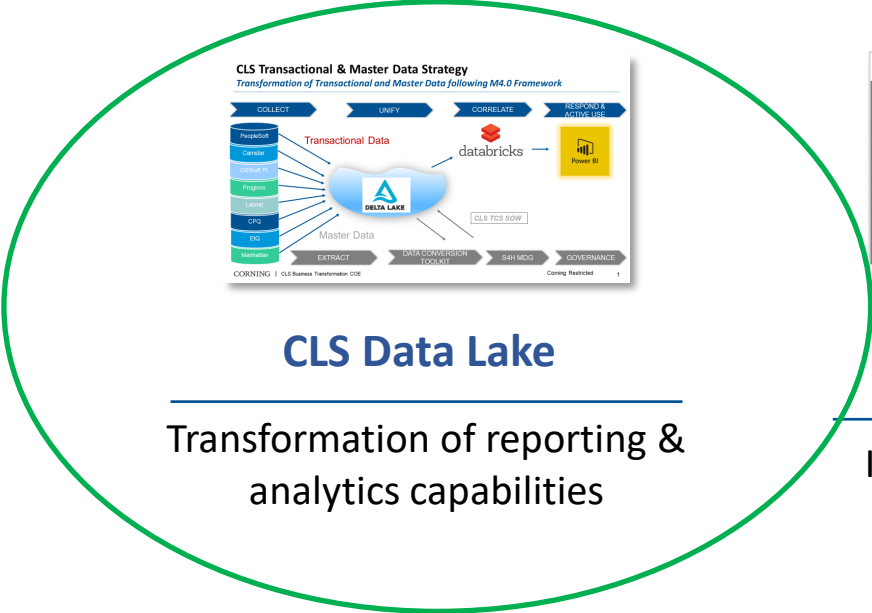 CLS Transactional & Master Data Strategy
Transformation of Transactional and Master Data following M4.0 Framework
COLLECT
UNIFY
CORRELATE
RESPOND &
ACTIVE USE
PeopleSoft
Camstar
OSISoft PI
Proginov
Labnet
CPQ
EIQ
Manhattan
Transactional Data
DELTA LAKE
databricks
Power BI
CLS TCS SOW
Master Data
EXTRACT
DATA CONVERSION
TOOLKIT
S4H MDG
GOVERNANCE
CORNING | CLS Business Transformation COE
Corning Restricted
1
CLS Data Lake
Transformation of reporting &
analytics capabilities